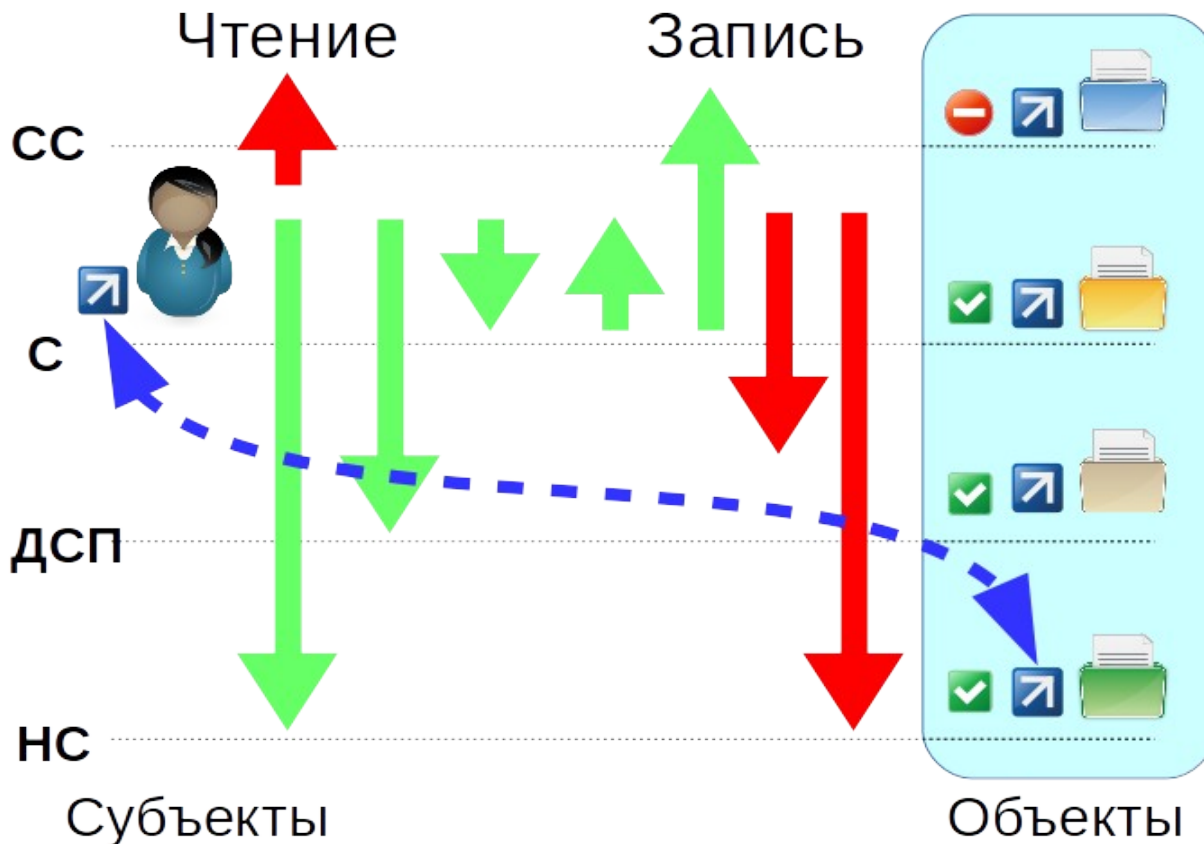 Чтение
Запись
СС
С
ДСП
НС
Субъекты
Объекты